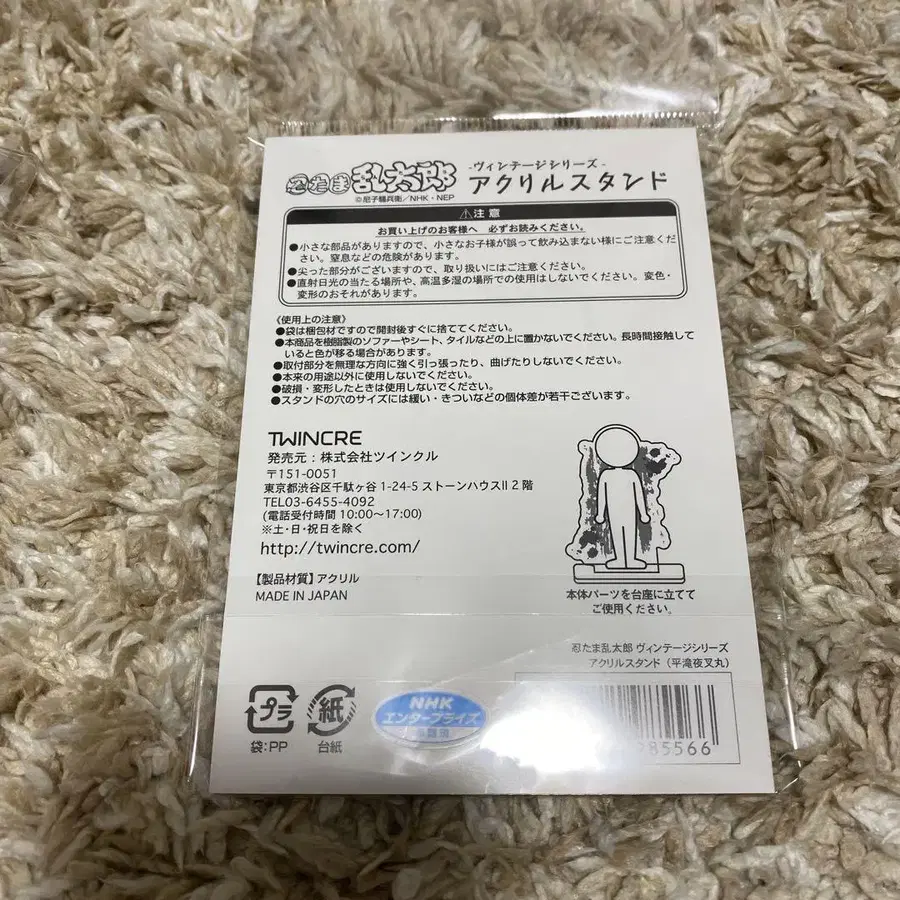 忍たま乱太郎
-ヴィンテージシリーズ-
アクリルスタンド
©尼子騒兵衛/NHK・NEP
⚠注意
お買い上げのお客様へ 必ずお読みください。
●小さな部品がありますので、小さなお子様が誤って飲み込まない様にご注意くだ
さい。窒息などの危険があります。
●尖った部分がございますので、取り扱いにはご注意ください。
●直射日光の当たる場所や、高温多湿の場所での使用はしないでください。変色・
変形のおそれがあります。
《使用上の注意》
●袋は梱包材ですので開封後すぐに捨ててください。
●本商品を樹脂製のソファーやシート、タイルなどの上に置かないでください。長時間接触して
いると色が移る場合があります。
●取付部分を無理な方向に強く引っ張ったり、曲げたりしないでください。
●本来の用途以外に使用しないでください。
●破損・変形したときは使用しないでください。
●スタンドの穴のサイズには緩い・きついなどの個体差が若干ございます。
TWINCRE
発売元：株式会社ツインクル
〒151-0051
東京都渋谷区千駄ヶ谷 1-24-5 ストーンハウスⅡ 2 階
TEL03-6455-4092
(電話受付時間 10:00〜17:00)
※土・日・祝日を除く
http://twincre.com/
【製品材質】アクリル
MADE IN JAPAN
本体パーツを台座に立てて
ご使用ください。
忍たま乱太郎 ヴィンテージシリーズ
アクリルスタンド（平滝夜叉丸）
プラ
袋:PP
紙
台紙
NHK
エンタープライズ
85566